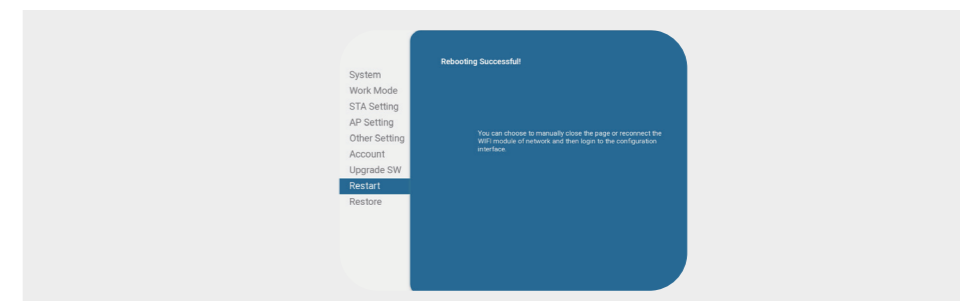 System
Work Mode
STA Setting
AP Setting
Other Setting
Account
Upgrade SW
Restart
Restore
Rebooting Successful!
You can choose to manually close the page or reconnect the
WIFI module of network and then login to the configuration
interface.